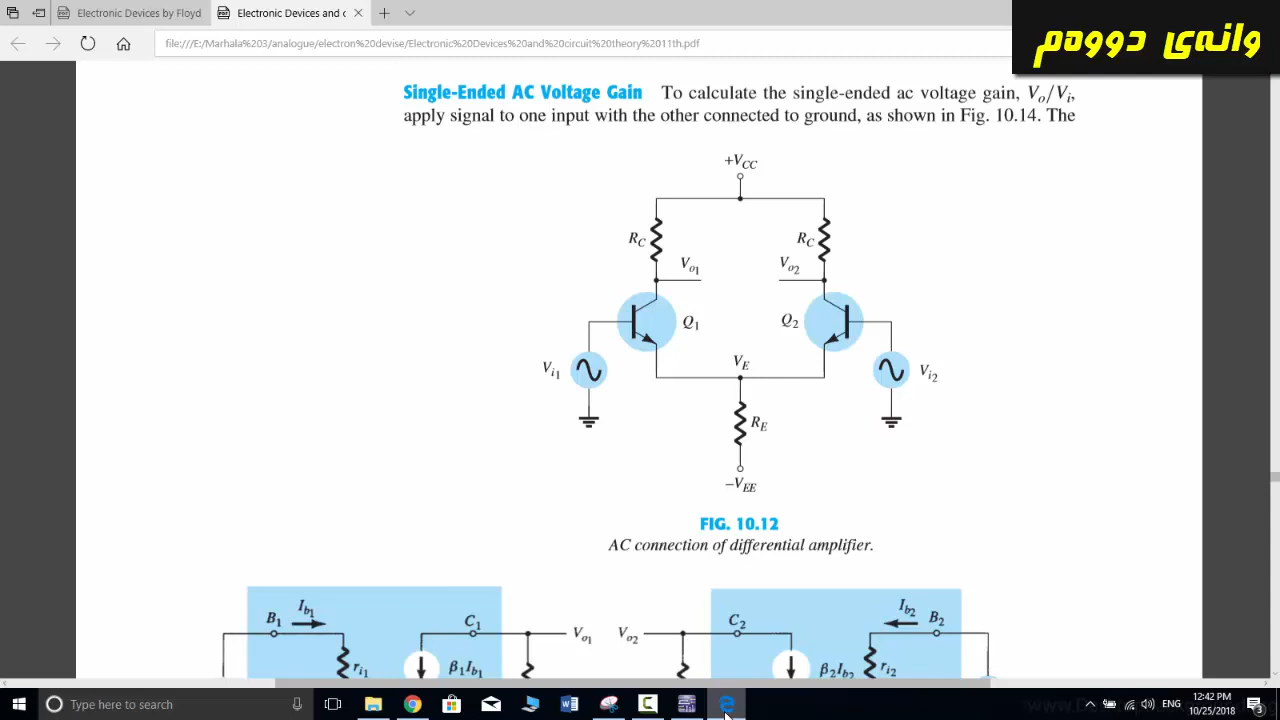 Electronic Devices by Floyd
Electronic Devices and c
file:///E:/Marhala%203/analogue/electron%20devise/Electronic%20Devices%20and%20circuit%20theory%2011th.pdf
وانەی دووەم
Single-Ended AC Voltage Gain To calculate the single-ended ac voltage gain, Vo/Vi,
apply signal to one input with the other connected to ground, as shown in Fig. 10.14. The
+VCC
RC
RC
Vo1
Vo2
Q1
Q2
VE
Vi1
Vi2
RE
−VEE
FIG. 10.12
AC connection of differential amplifier.
B1
Ib1
C1
Vo1
Vo2
C2
Ib2
B2
ri1
β1Ib1
β2Ib2
ri2
Type here to search
ENG
12:42 PM
10/25/2018
3